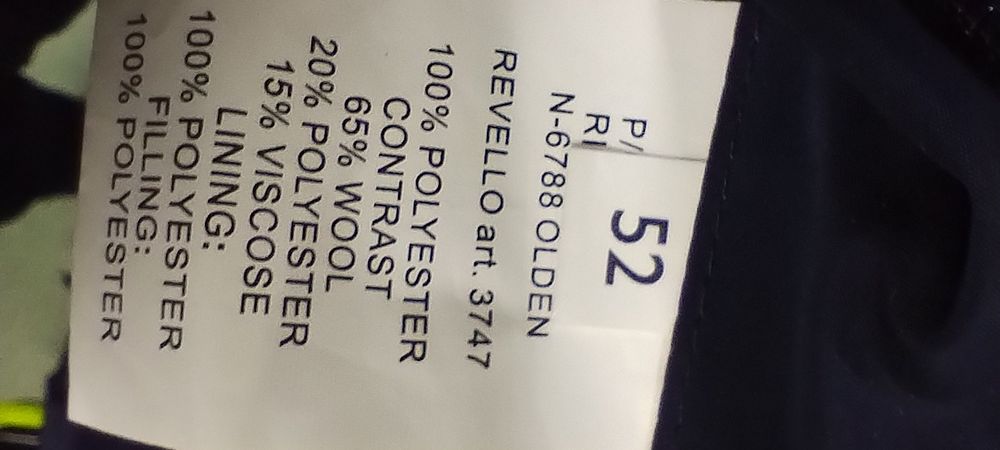 P/
RI
52
N-6788 OLDEN
REVELLO art. 3747
100% POLYESTER
CONTRAST
65% WOOL
20% POLYESTER
15% VISCOSE
LINING:
100% POLYESTER
FILLING:
100% POLYESTER